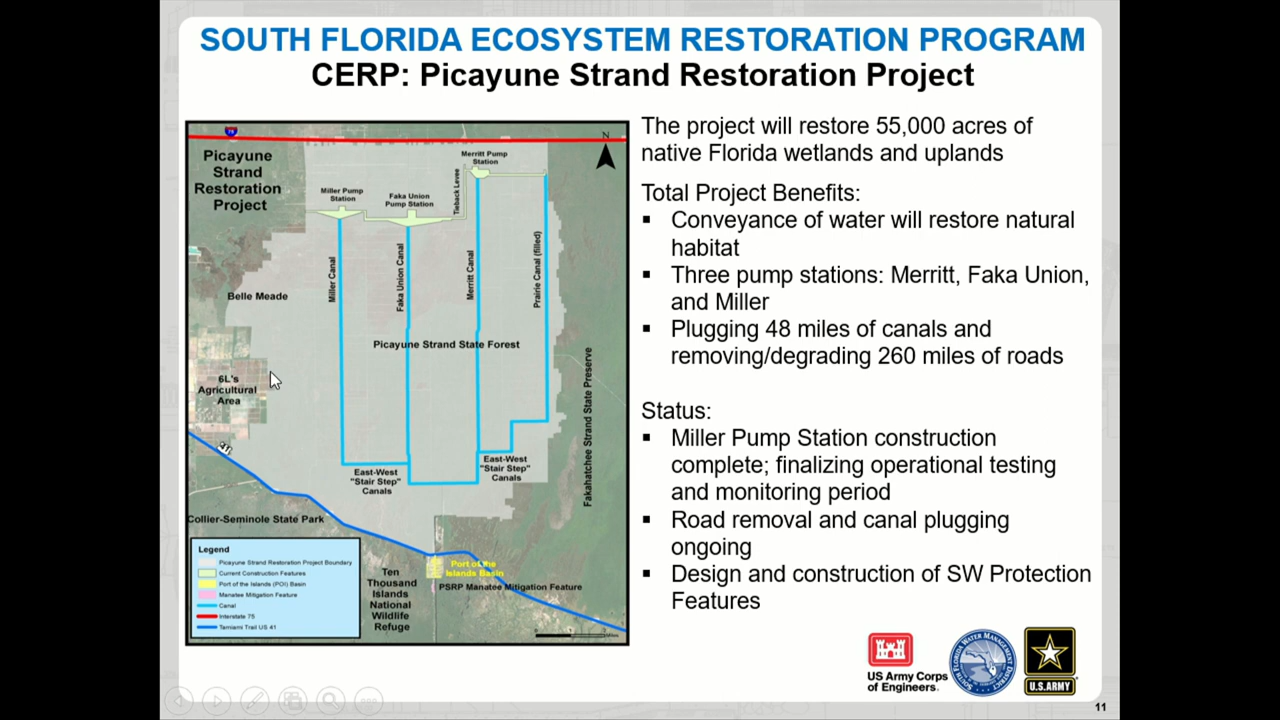 SOUTH FLORIDA ECOSYSTEM RESTORATION PROGRAM
CERP: Picayune Strand Restoration Project
75
Picayune
Strand
Restoration
Project
N
Merritt Pump
Station
Miller Pump
Station
Faka Union
Pump Station
Tieback Levee
Miller Canal
Faka Union Canal
Merritt Canal
Prairie Canal (filled)
Belle Meade
Picayune Strand State Forest
6L's
Agricultural
Area
Fakahatchee Strand State Preserve
East-West
"Stair Step"
Canals
East-West
"Stair Step"
Canals
Collier-Seminole State Park
Port of the
Islands Basin
PSRP Manatee Mitigation Feature
Ten
Thousand
Islands
National
Wildlife
Refuge
Legend
Picayune Strand Restoration Project Boundary
Current Construction Features
Port of the Islands (POI) Basin
Manatee Mitigation Feature
Canal
Interstate 75
Tamiami Trail US 41
The project will restore 55,000 acres of
native Florida wetlands and uplands
Total Project Benefits:
▪ Conveyance of water will restore natural
habitat
▪ Three pump stations: Merritt, Faka Union,
and Miller
▪ Plugging 48 miles of canals and
removing/degrading 260 miles of roads
Status:
▪ Miller Pump Station construction
complete; finalizing operational testing
and monitoring period
▪ Road removal and canal plugging
ongoing
▪ Design and construction of SW Protection
Features
US Army Corps
of Engineers.
SOUTH FLORIDA WATER MANAGEMENT DISTRICT
U.S. ARMY
11